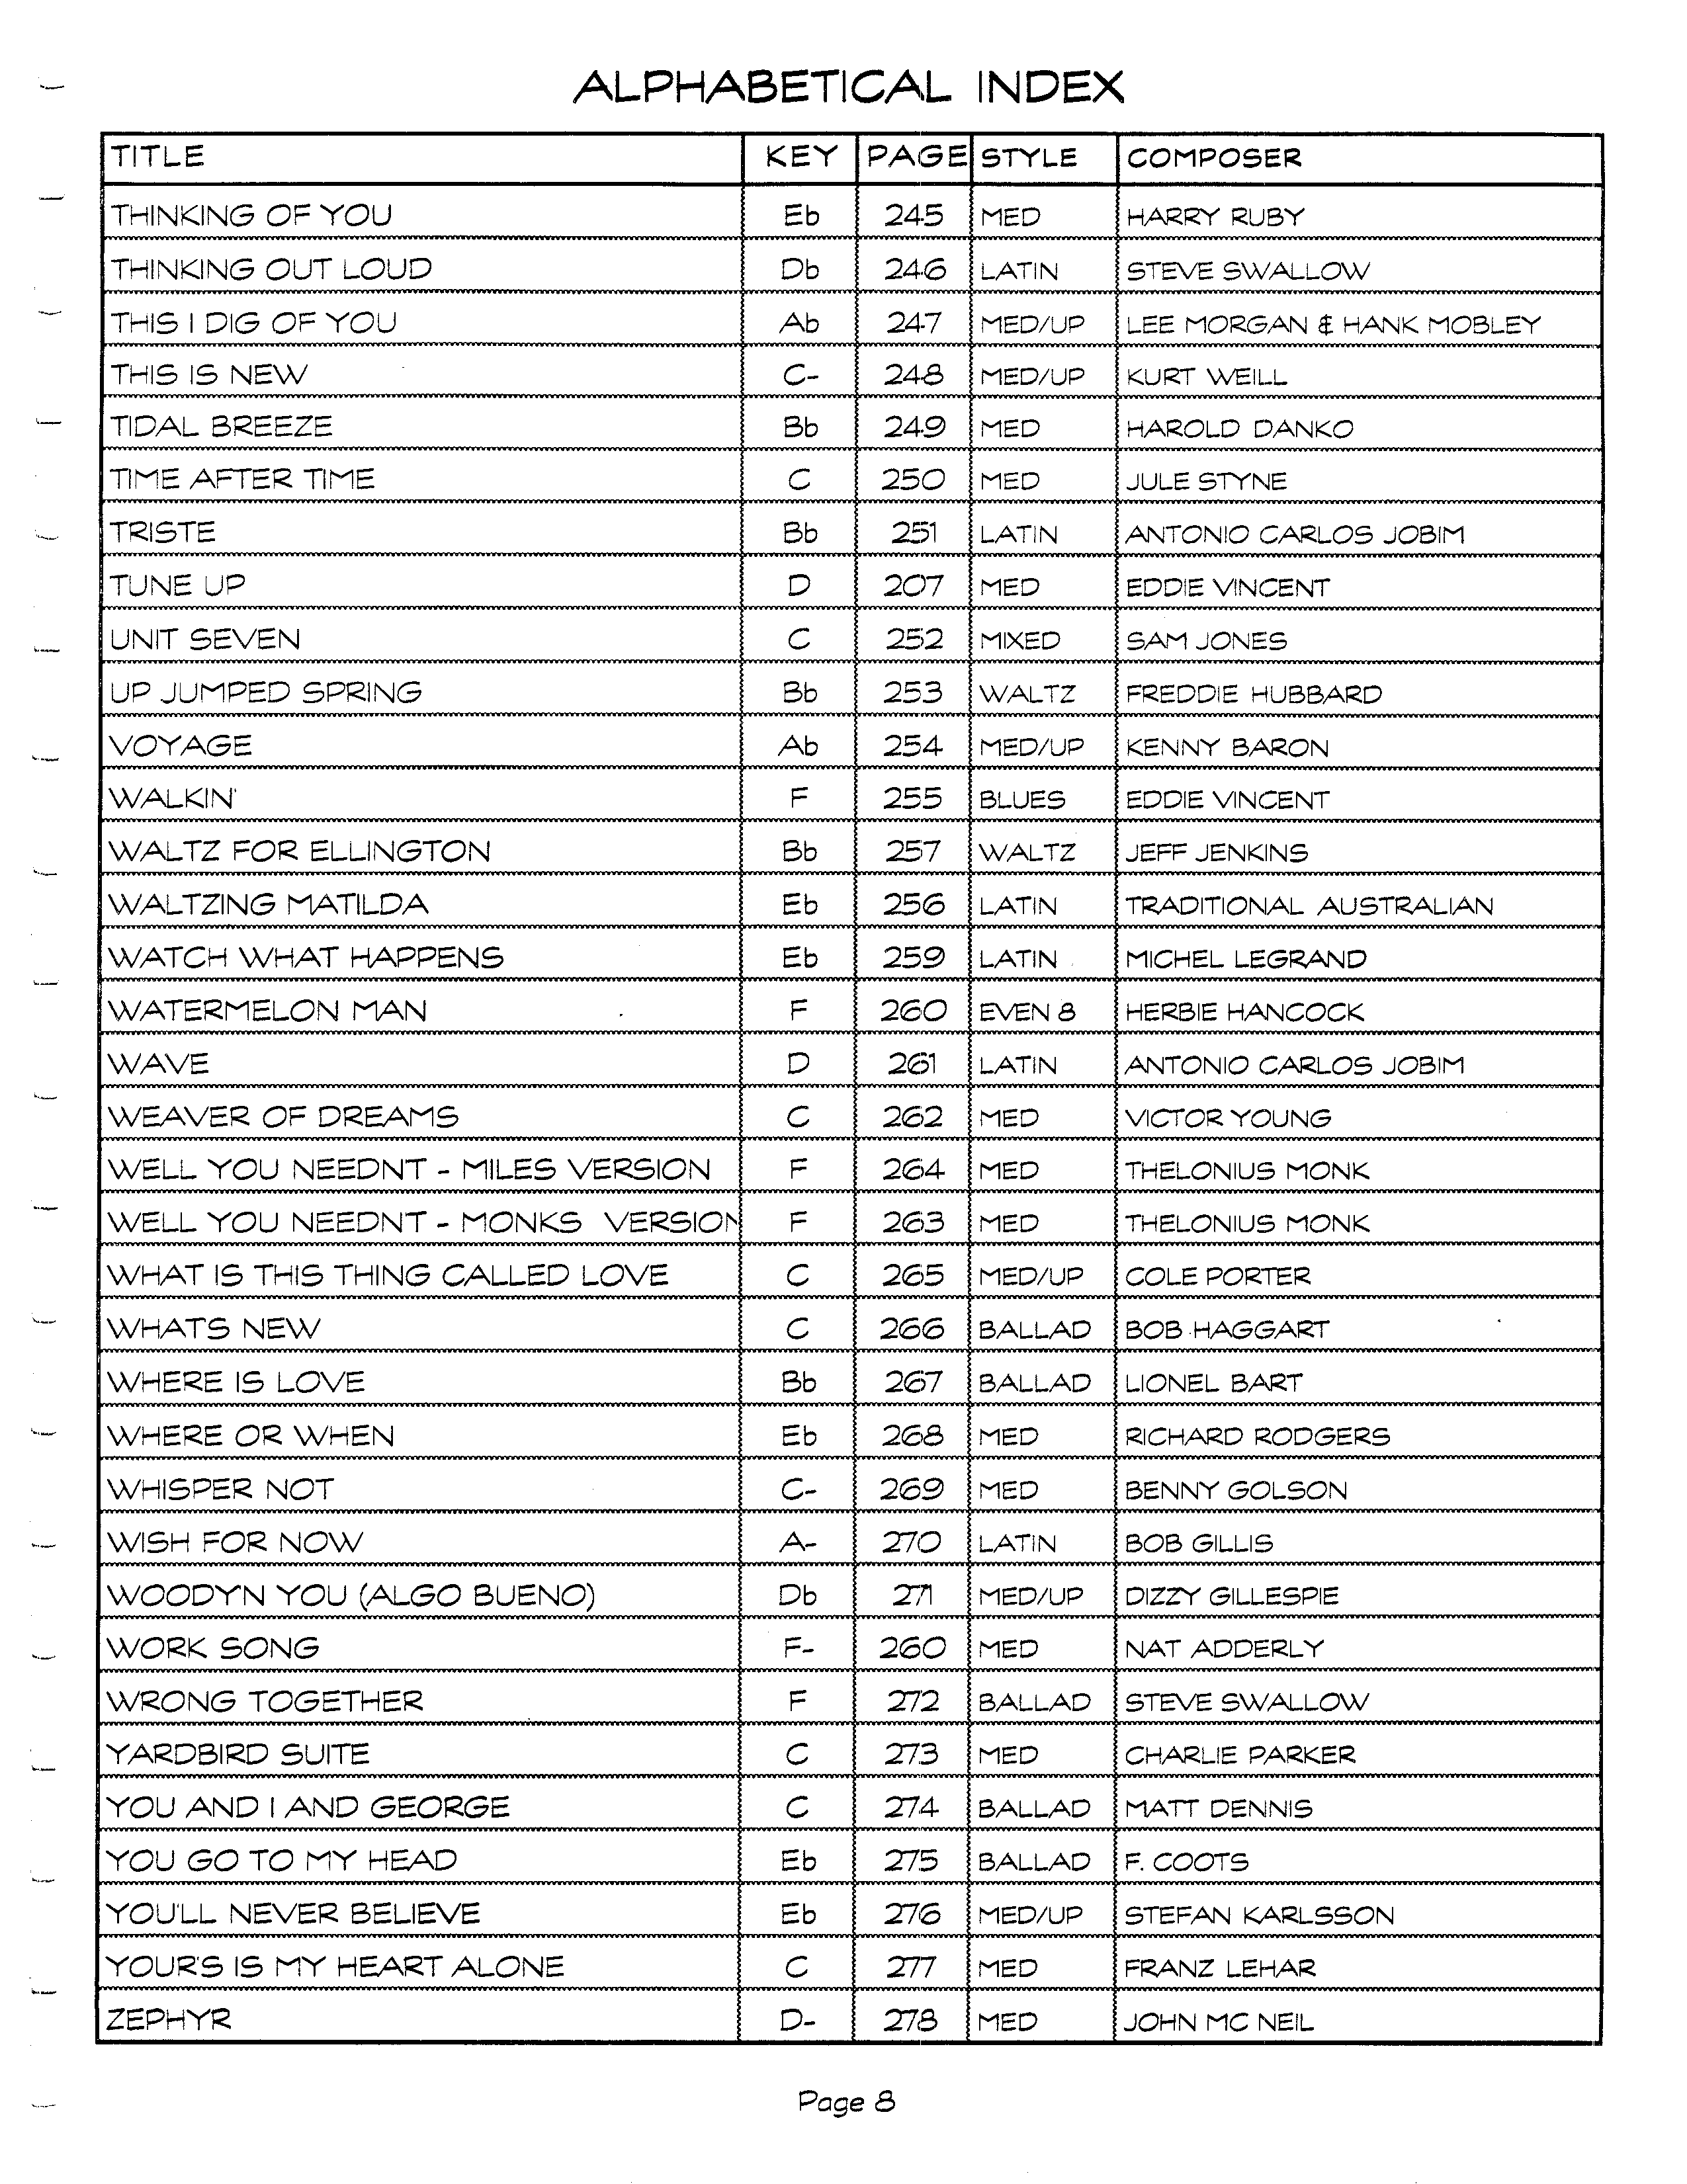 ALPHABETICAL INDEX
TITLE KEY PAGE STYLE COMPOSER
THINKING OF YOU Eb 245 MED HARRY RUBY
THINKING OUT LOUD Db 246 LATIN STEVE SWALLOW
THIS I DIG OF YOU Ab 247 MED/UP LEE MORGAN & HANK MOBLEY
THIS IS NEW C- 248 MED/UP KURT WEILL
TIDAL BREEZE Bb 249 MED HAROLD DANKO
TIME AFTER TIME C 250 MED JULE STYNE
TRISTE Bb 251 LATIN ANTONIO CARLOS JOBIM
TUNE UP D 207 MED EDDIE VINCENT
UNIT SEVEN C 252 MIXED SAM JONES
UP JUMPED SPRING Bb 253 WALTZ FREDDIE HUBBARD
VOYAGE Ab 254 MED/UP KENNY BARON
WALKIN' F 255 BLUES EDDIE VINCENT
WALTZ FOR ELLINGTON Bb 257 WALTZ JEFF JENKINS
WALTZING MATILDA Eb 256 LATIN TRADITIONAL AUSTRALIAN
WATCH WHAT HAPPENS Eb 259 LATIN MICHEL LEGRAND
WATERMELON MAN F 260 EVEN 8 HERBIE HANCOCK
WAVE D 261 LATIN ANTONIO CARLOS JOBIM
WEAVER OF DREAMS C 262 MED VICTOR YOUNG
WELL YOU NEEDNT - MILES VERSION F 264 MED THELONIUS MONK
WELL YOU NEEDNT - MONKS VERSION F 263 MED THELONIUS MONK
WHAT IS THIS THING CALLED LOVE C 265 MED/UP COLE PORTER
WHATS NEW C 266 BALLAD BOB HAGGART
WHERE IS LOVE Bb 267 BALLAD LIONEL BART
WHERE OR WHEN Eb 268 MED RICHARD RODGERS
WHISPER NOT C- 269 MED BENNY GOLSON
WISH FOR NOW A- 270 LATIN BOB GILLIS
WOODY'N YOU (ALGO BUENO) Db 271 MED/UP DIZZY GILLESPIE
WORK SONG F- 260 MED NAT ADDERLY
WRONG TOGETHER F 272 BALLAD STEVE SWALLOW
YARDBIRD SUITE C 273 MED CHARLIE PARKER
YOU AND I AND GEORGE C 274 BALLAD MATT DENNIS
YOU GO TO MY HEAD Eb 275 BALLAD F. COOTS
YOU'LL NEVER BELIEVE Eb 276 MED/UP STEFAN KARLSSON
YOUR'S IS MY HEART ALONE C 277 MED FRANZ LEHAR
ZEPHYR D- 278 MED JOHN MC NEIL
Page 8